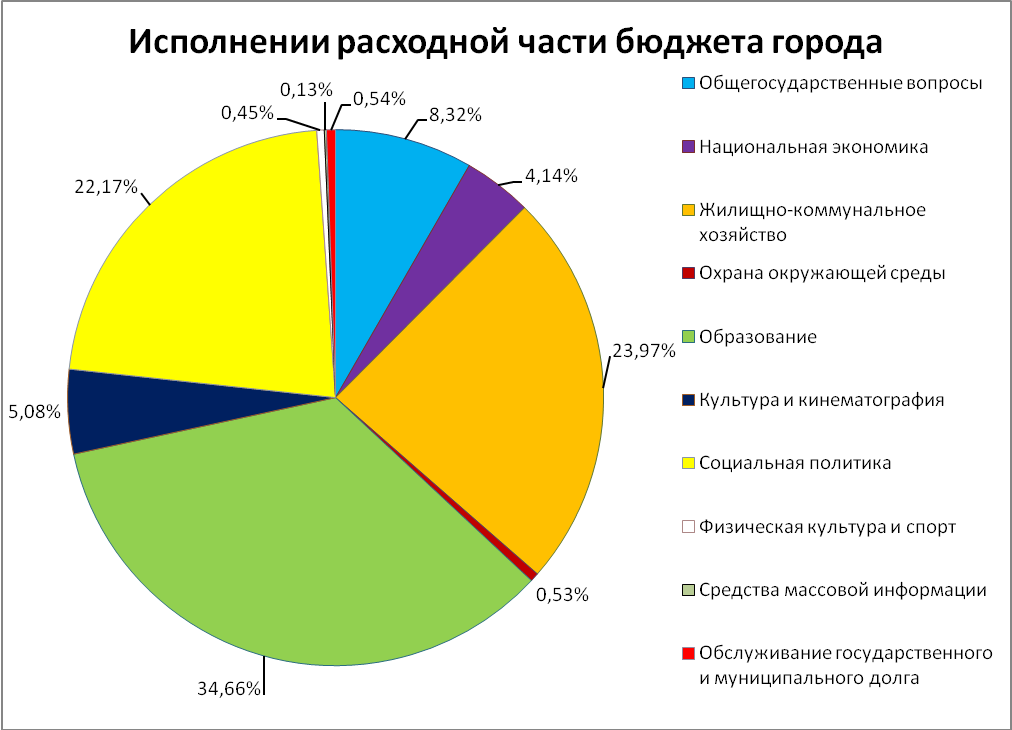 Исполнении расходной части бюджета города
0,13%
0,54%
0,45%
8,32%
22,17%
4,14%
23,97%
5,08%
0,53%
34,66%
Общегосударственные вопросы
Национальная экономика
Жилищно-коммунальное
хозяйство
Охрана окружающей среды
Образование
Культура и кинематография
Социальная политика
Физическая культура и спорт
Средства массовой информации
Обслуживание государственного
и муниципального долга